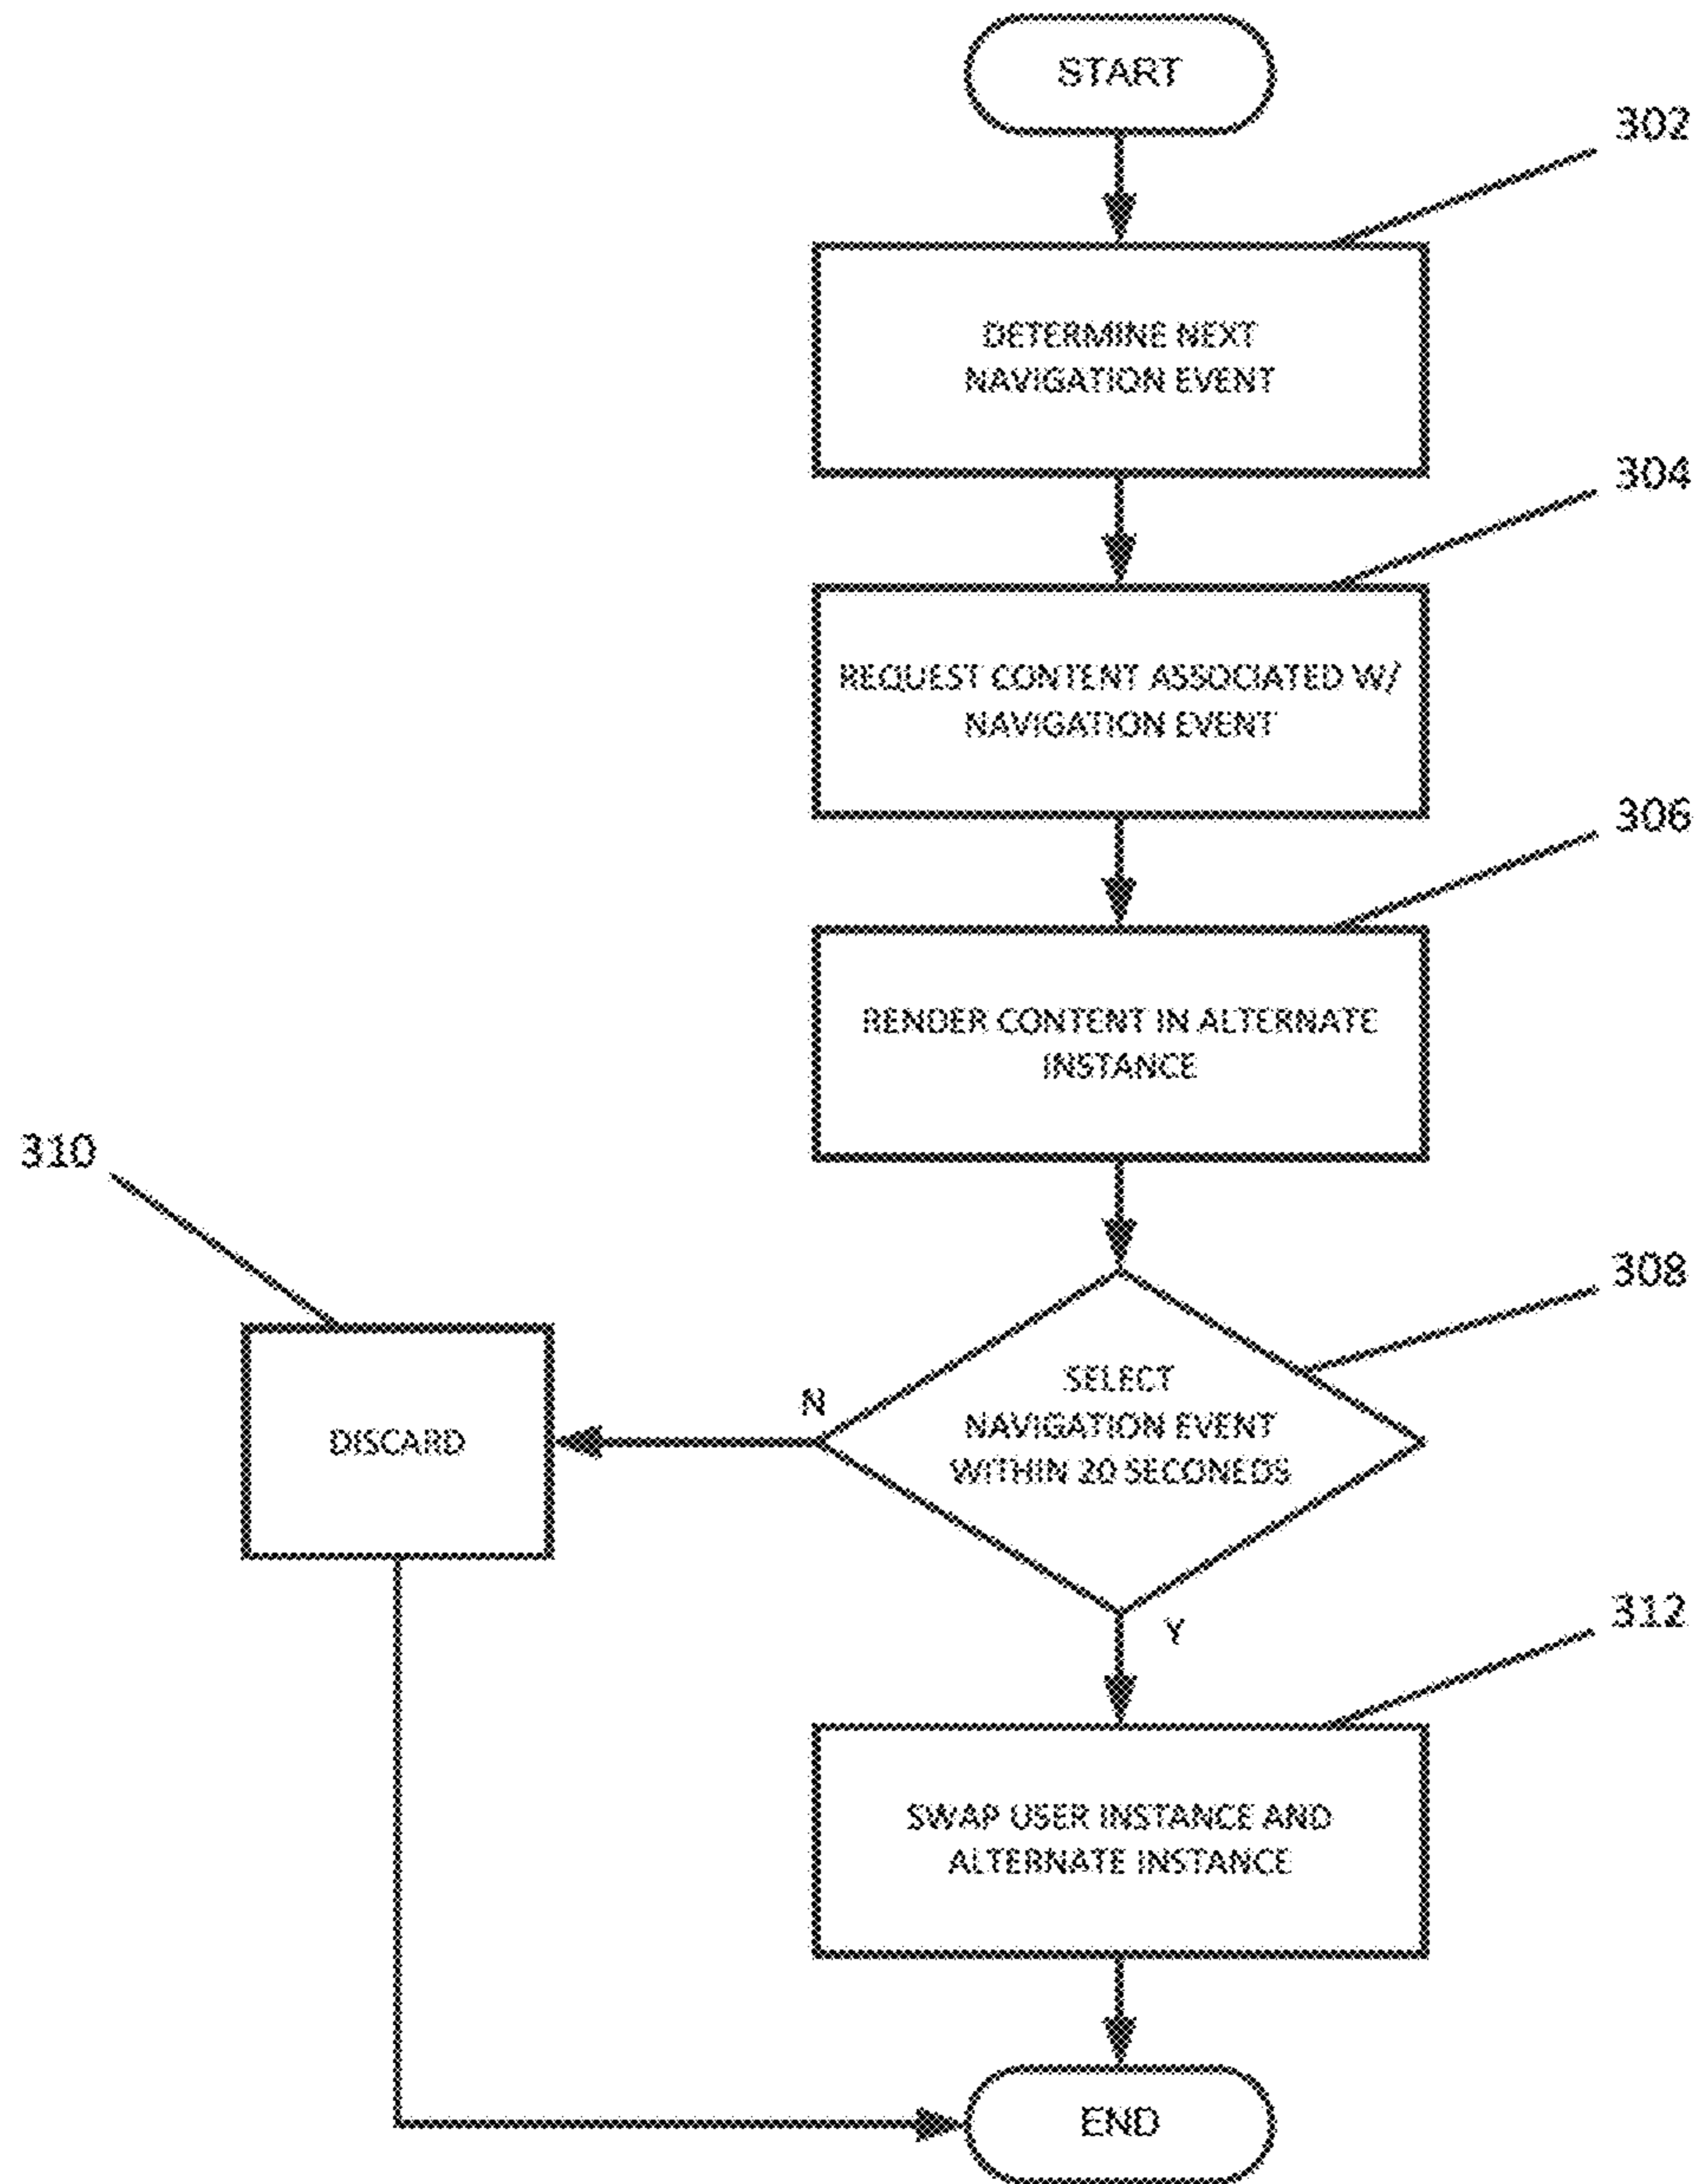 START
302
DETERMINE NEXT
NAVIGATION EVENT
304
REQUEST CONTENT ASSOCIATED W/
NAVIGATION EVENT
306
RENDER CONTENT IN ALTERNATE
INSTANCE
310
308
SELECT
NAVIGATION EVENT
WITHIN 20 SECONEDS
N
DISCARD
Y
312
SWAP USER INSTANCE AND
ALTERNATE INSTANCE
END